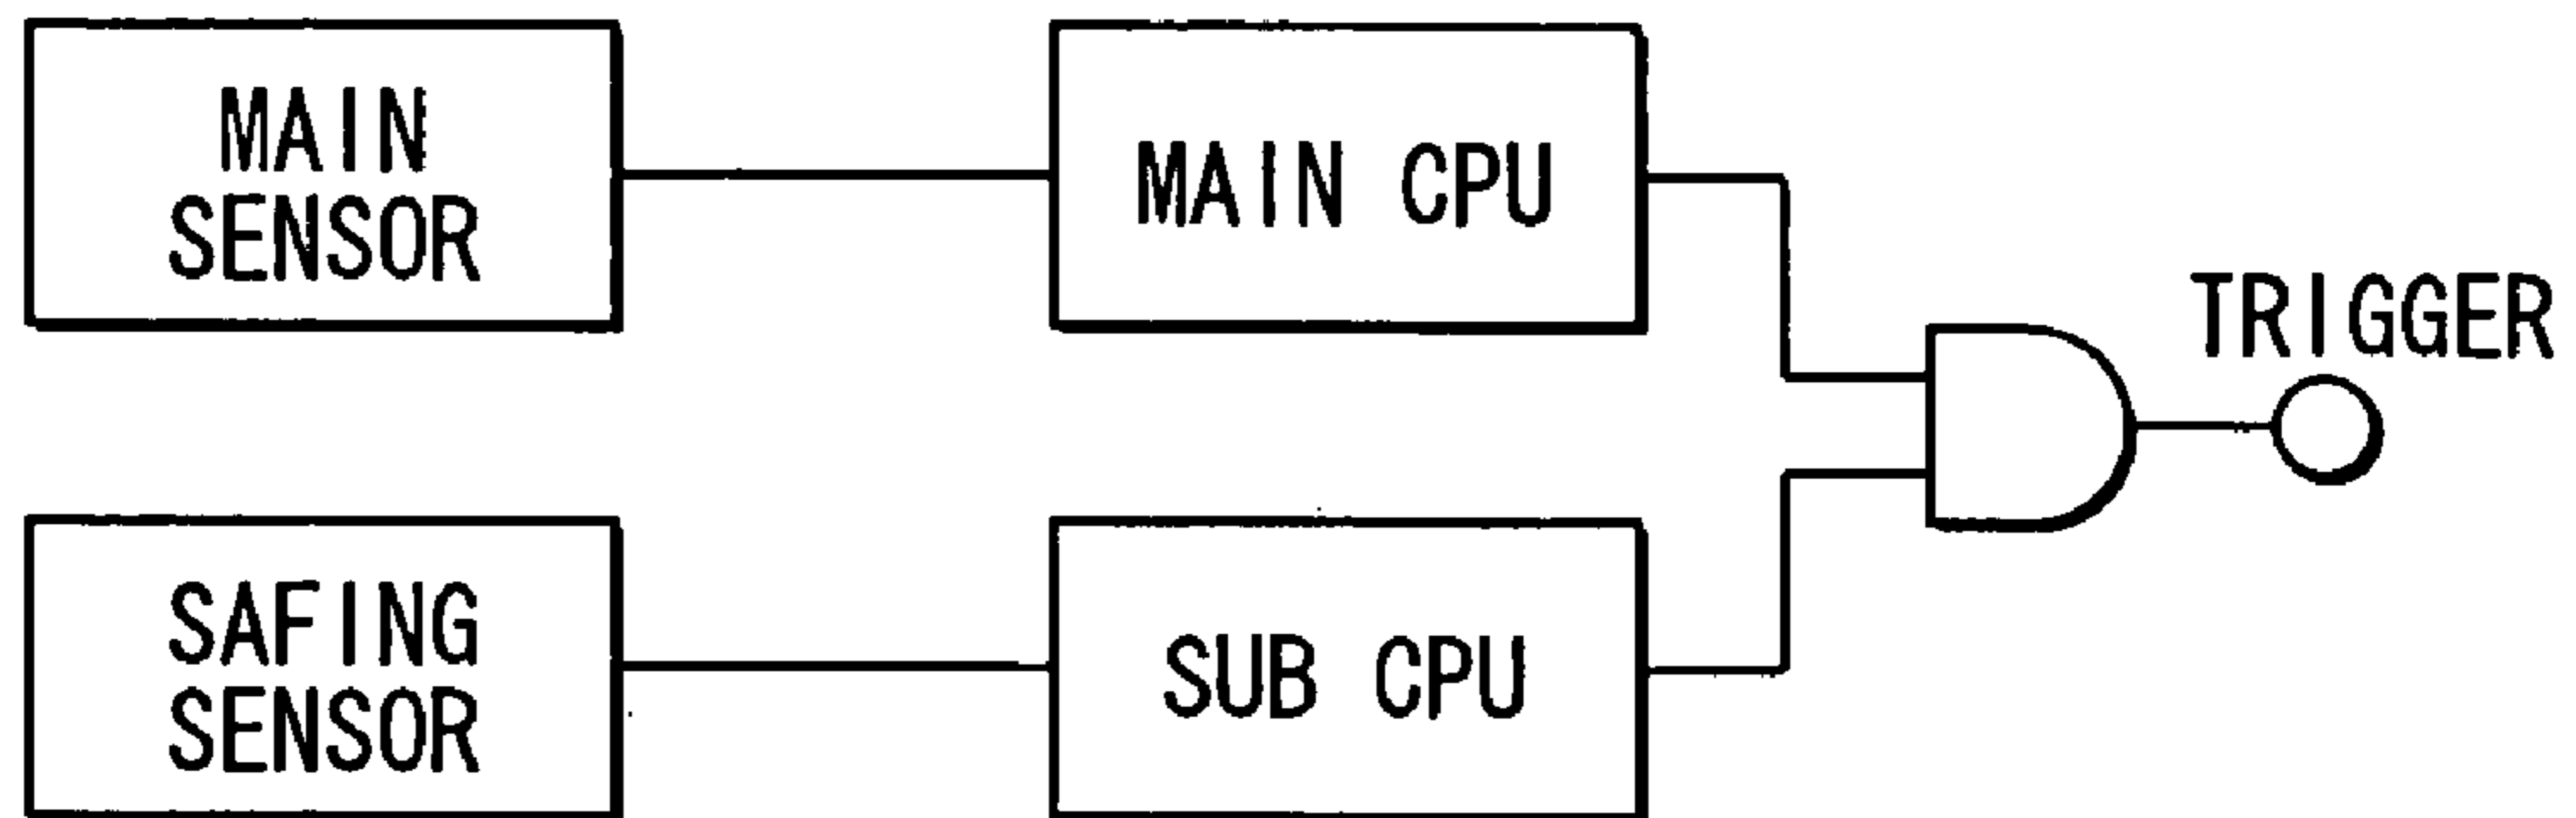 MAIN
SENSOR
MAIN CPU
TRIGGER
SAFING
SENSOR
SUB CPU